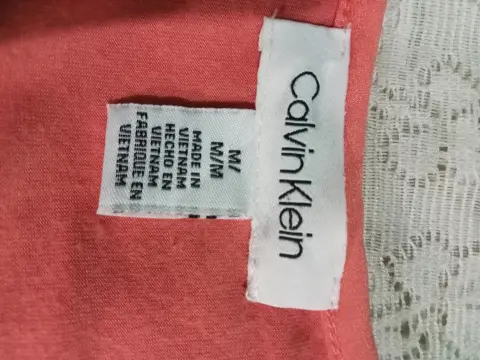 Calvin Klein
M/
M/M
MADE IN
VIETNAM
HECHO EN
VIETNAM
FABRIQUE EN
VIETNAM